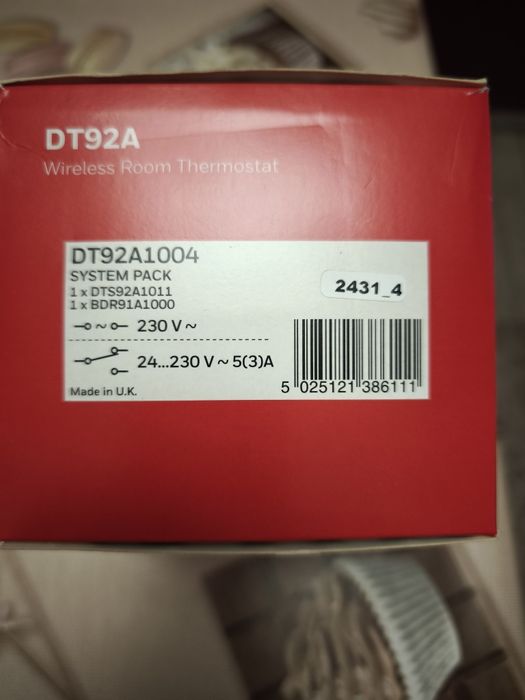 DT92A
Wireless Room Thermostat
DT92A1004
SYSTEM PACK
1 x DTS92A1011
1 x BDR91A1000
2431_4
~ 230 V ~
24...230 V ~ 5(3)A
Made in U.K.
5 025121 386111